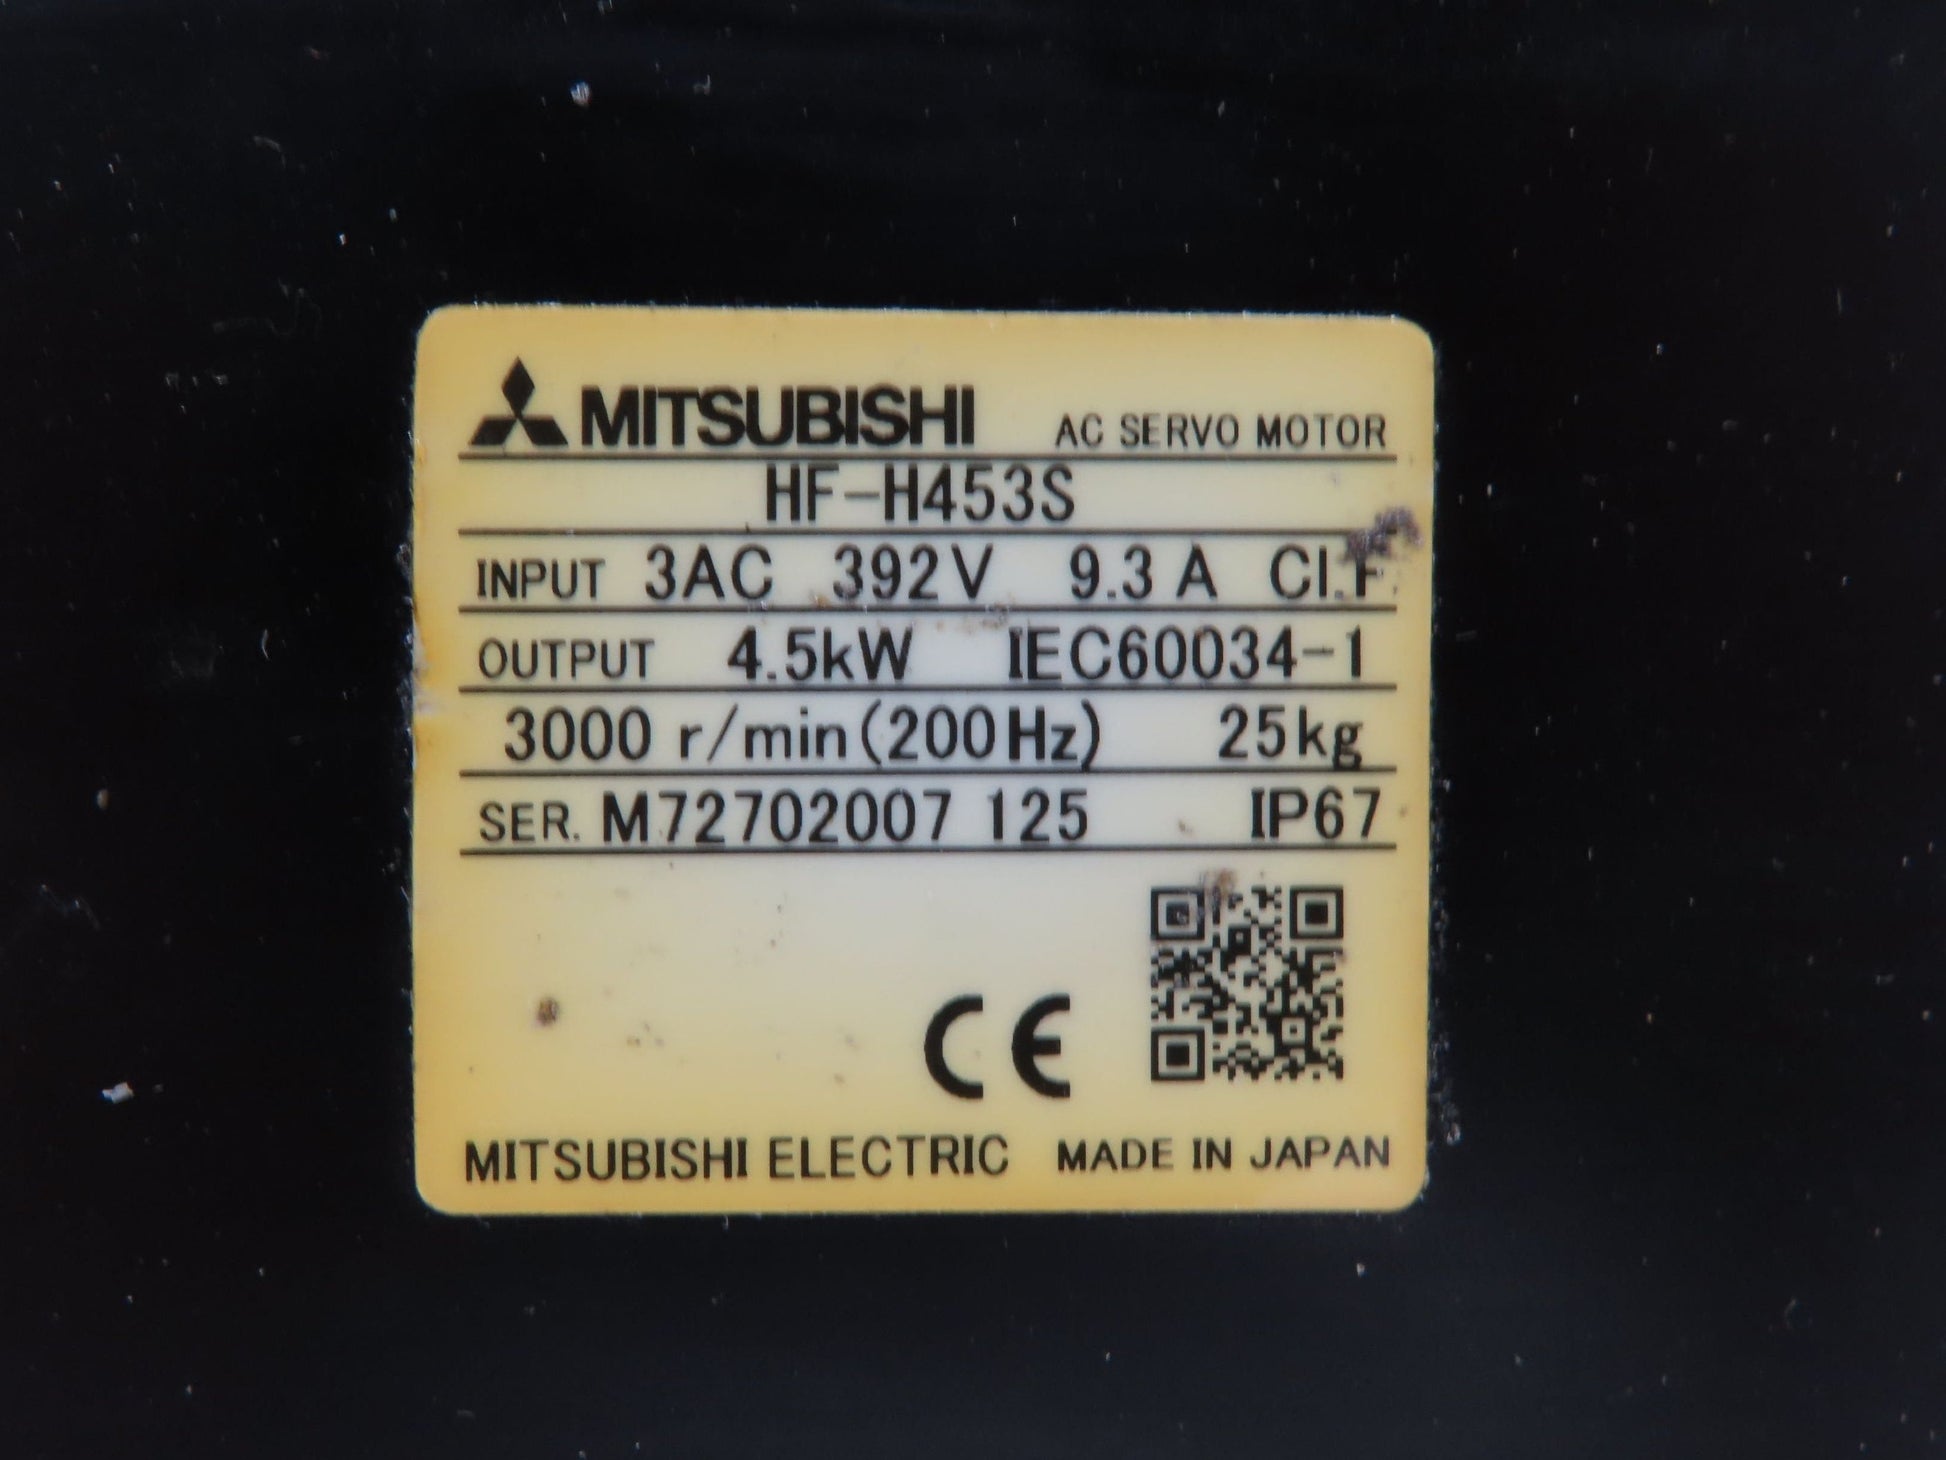 MITSUBISHI AC SERVO MOTOR
HF-H453S
INPUT 3AC 392V 9.3 A Cl.F
OUTPUT 4.5kW IEC60034-1
3000 r/min(200Hz) 25kg
SER. M72702007 125 IP67
CE
MITSUBISHI ELECTRIC MADE IN JAPAN